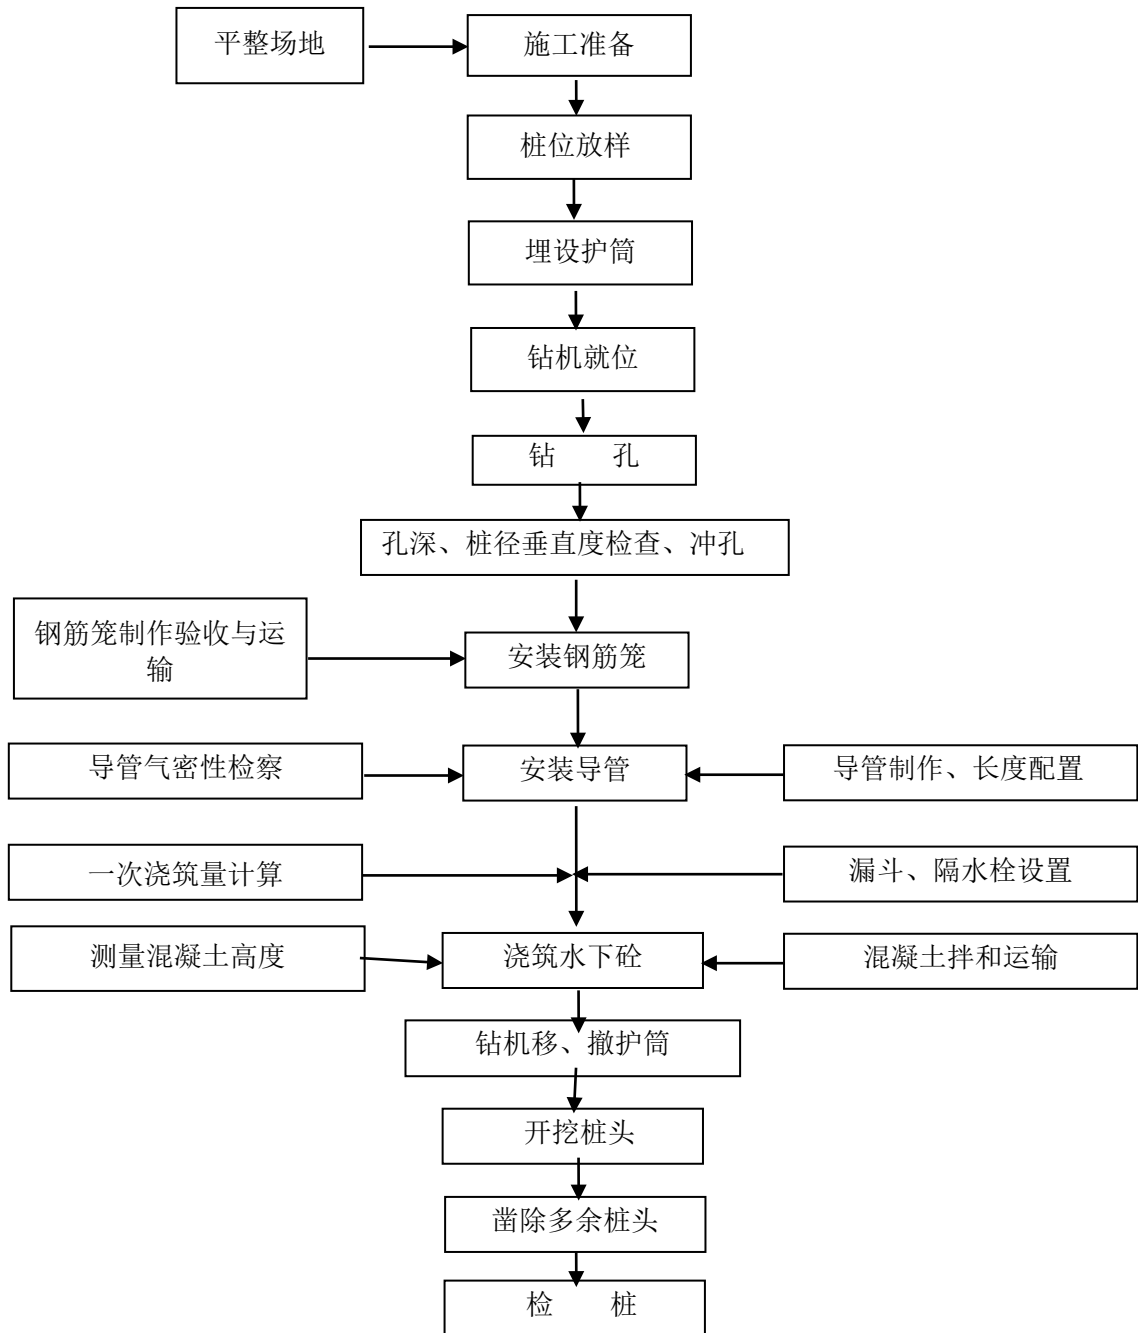 平整场地
施工准备
桩位放样
埋设护筒
钻机就位
钻 孔
孔深、桩径垂直度检查、冲孔
钢筋笼制作验收与运
输
安装钢筋笼
导管气密性检察
安装导管
导管制作、长度配置
一次浇筑量计算
漏斗、隔水栓设置
测量混凝土高度
浇筑水下砼
混凝土拌和运输
钻机移、撤护筒
开挖桩头
凿除多余桩头
检 桩